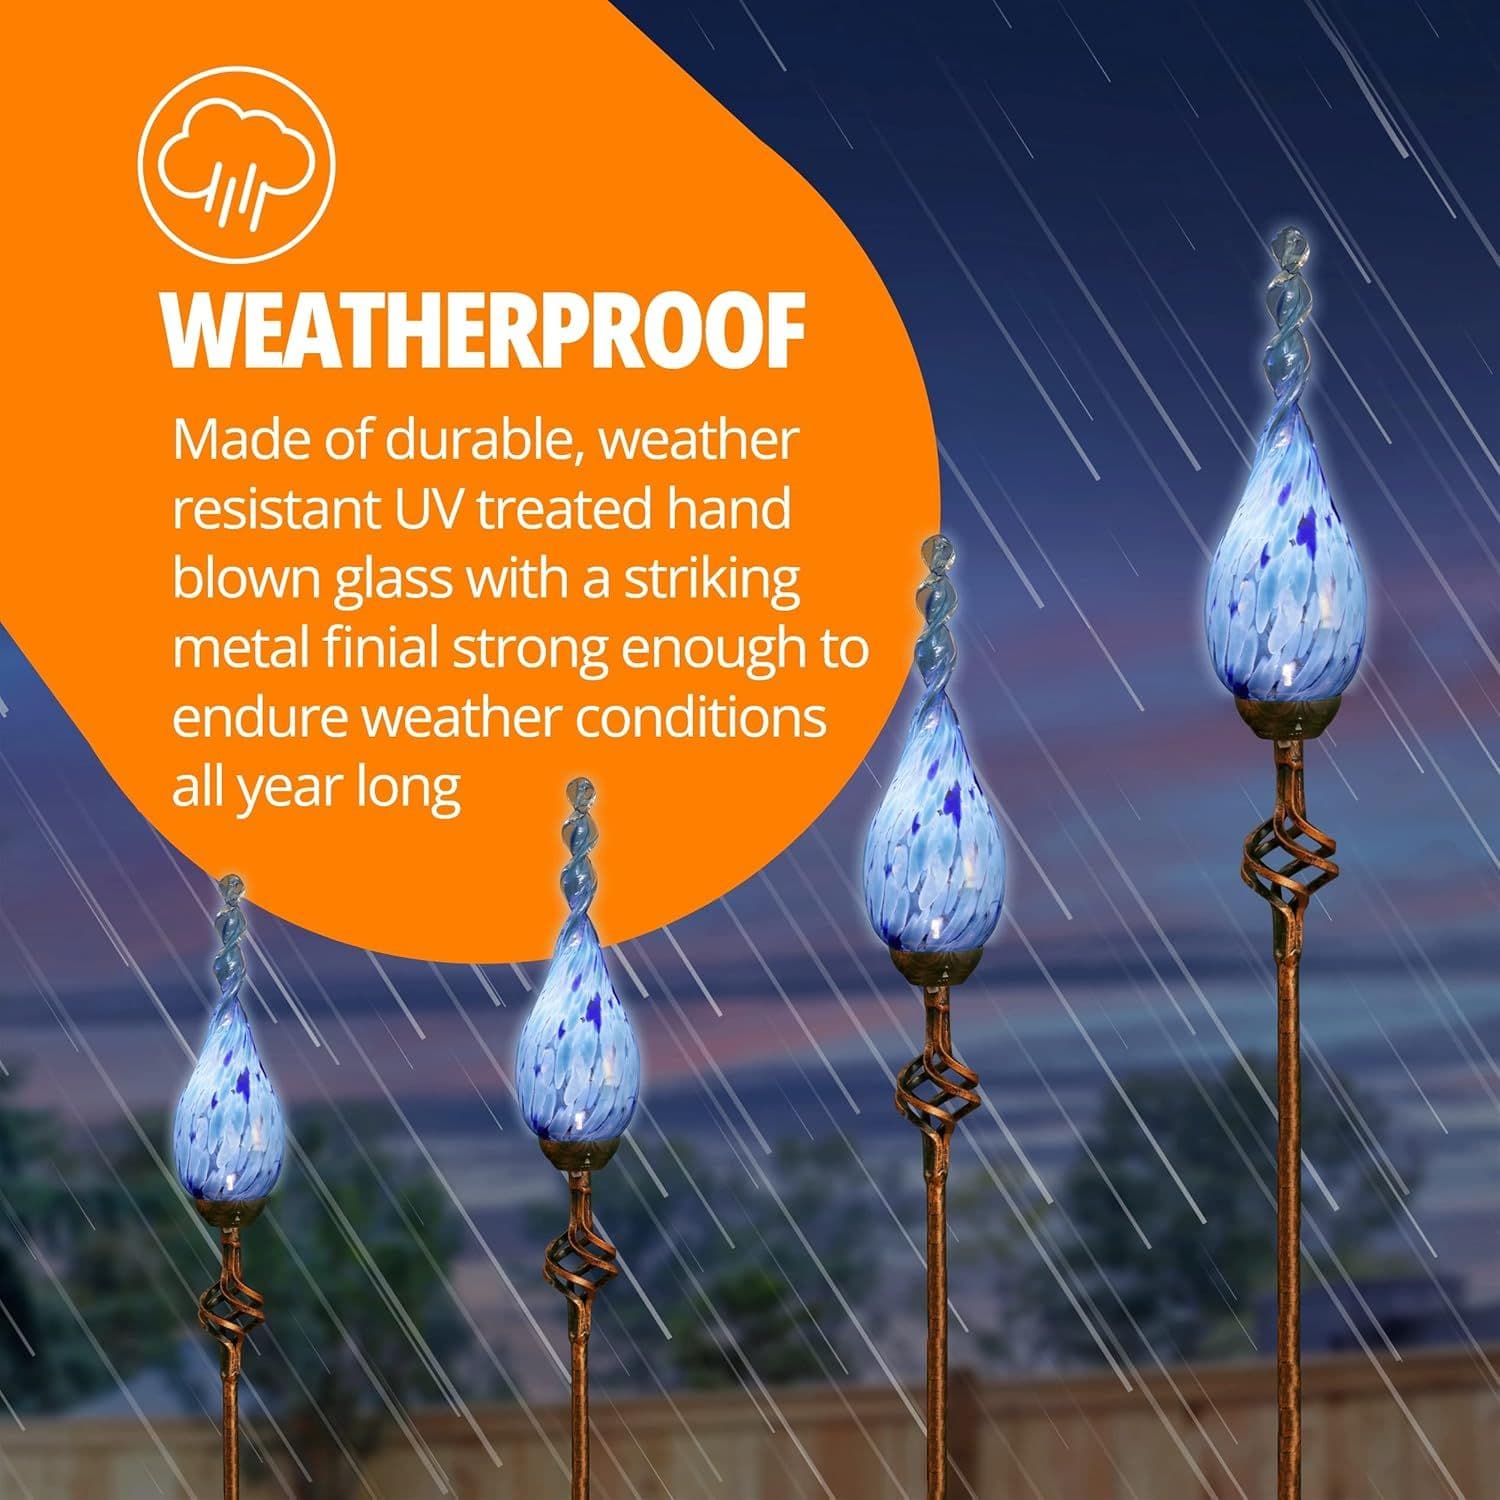 WEATHERPROOF
Made of durable, weather
resistant UV treated hand
blown glass with a striking
metal finial strong enough to
endure weather conditions
all year long